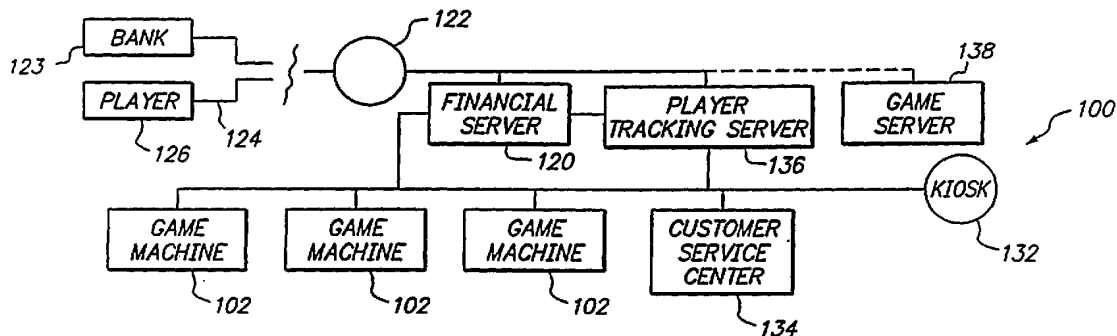 122
BANK
123
138
PLAYER
FINANCIAL
SERVER
PLAYER
TRACKING SERVER
GAME
SERVER
100
126
124
120
136
KIOSK
GAME
MACHINE
GAME
MACHINE
GAME
MACHINE
CUSTOMER
SERVICE
CENTER
132
102
102
102
134